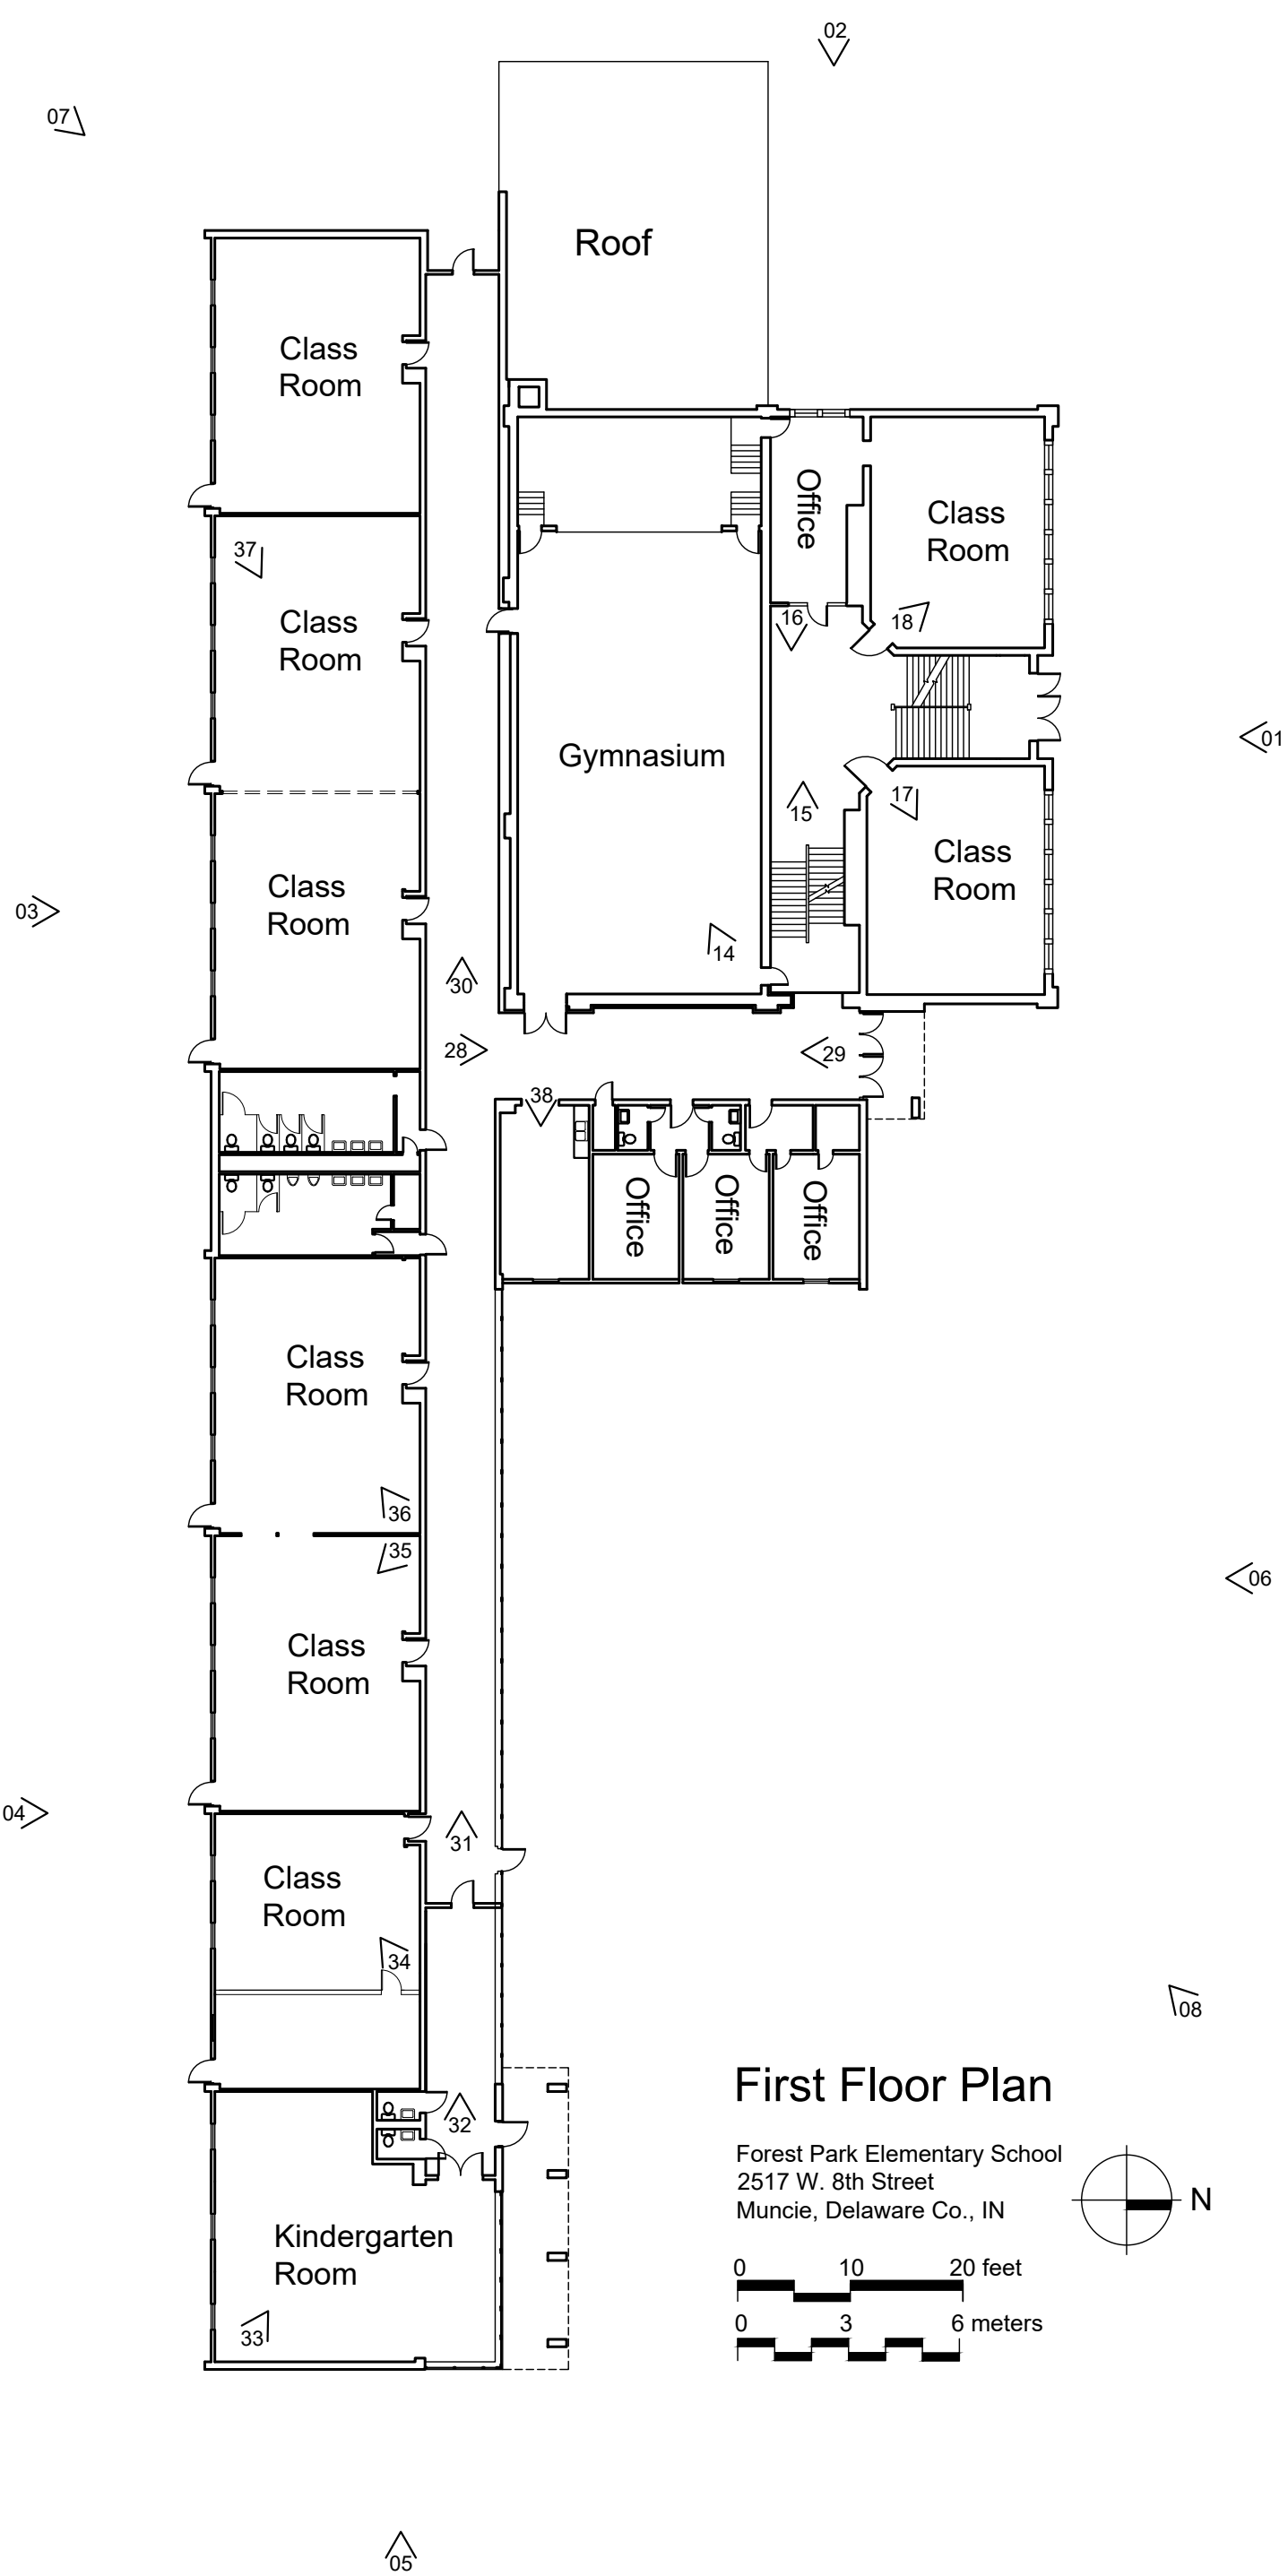 02
07
Roof
Class
Room
Office
Class
Room
37
Class
Room
16
18
Gymnasium
01
15
17
Class
Room
Class
Room
03
14
30
28
29
38
Office
Office
Office
Class
Room
36
35
06
Class
Room
04
31
Class
Room
34
08
First Floor Plan
32
Forest Park Elementary School
2517 W. 8th Street
Muncie, Delaware Co., IN
N
Kindergarten
Room
0 10 20 feet
0 3 6 meters
33
05